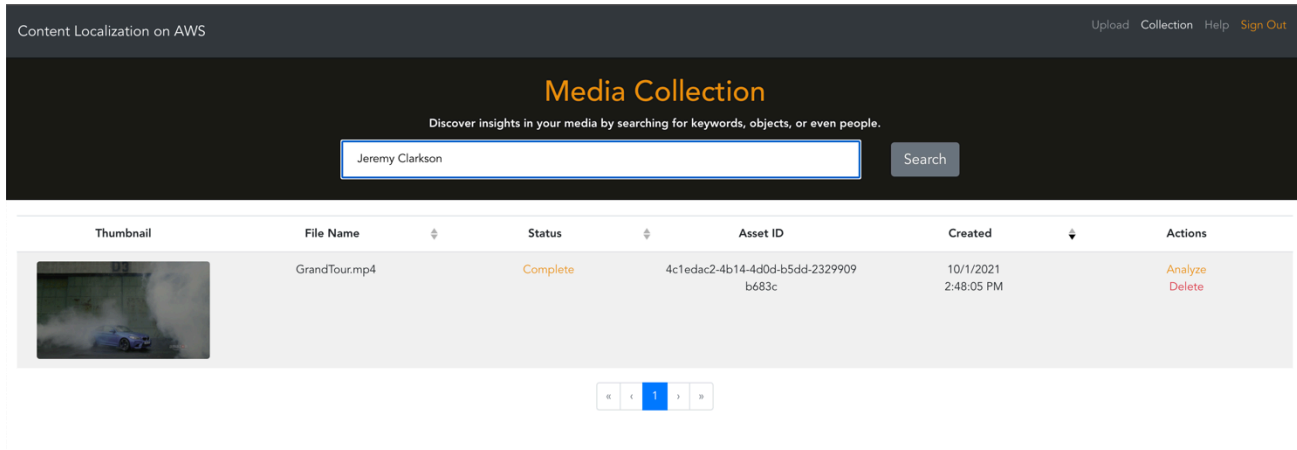 Content Localization on AWS
Upload Collection Help Sign Out
Media Collection
Discover insights in your media by searching for keywords, objects, or even people.
Jeremy Clarkson
Search
Thumbnail File Name Status Asset ID Created Actions
GrandTour.mp4 Complete 4c1edac2-4b14-4d0d-b5dd-2329909 10/1/2021 Analyze
b683c 2:48:05 PM Delete
« ‹ 1 › »